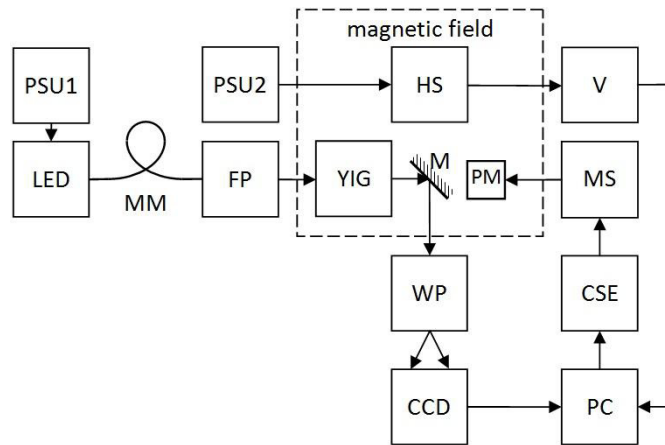 magnetic field
PSU1
PSU2
HS
V
LED
MM
FP
YIG
M
PM
MS
WP
CSE
CCD
PC